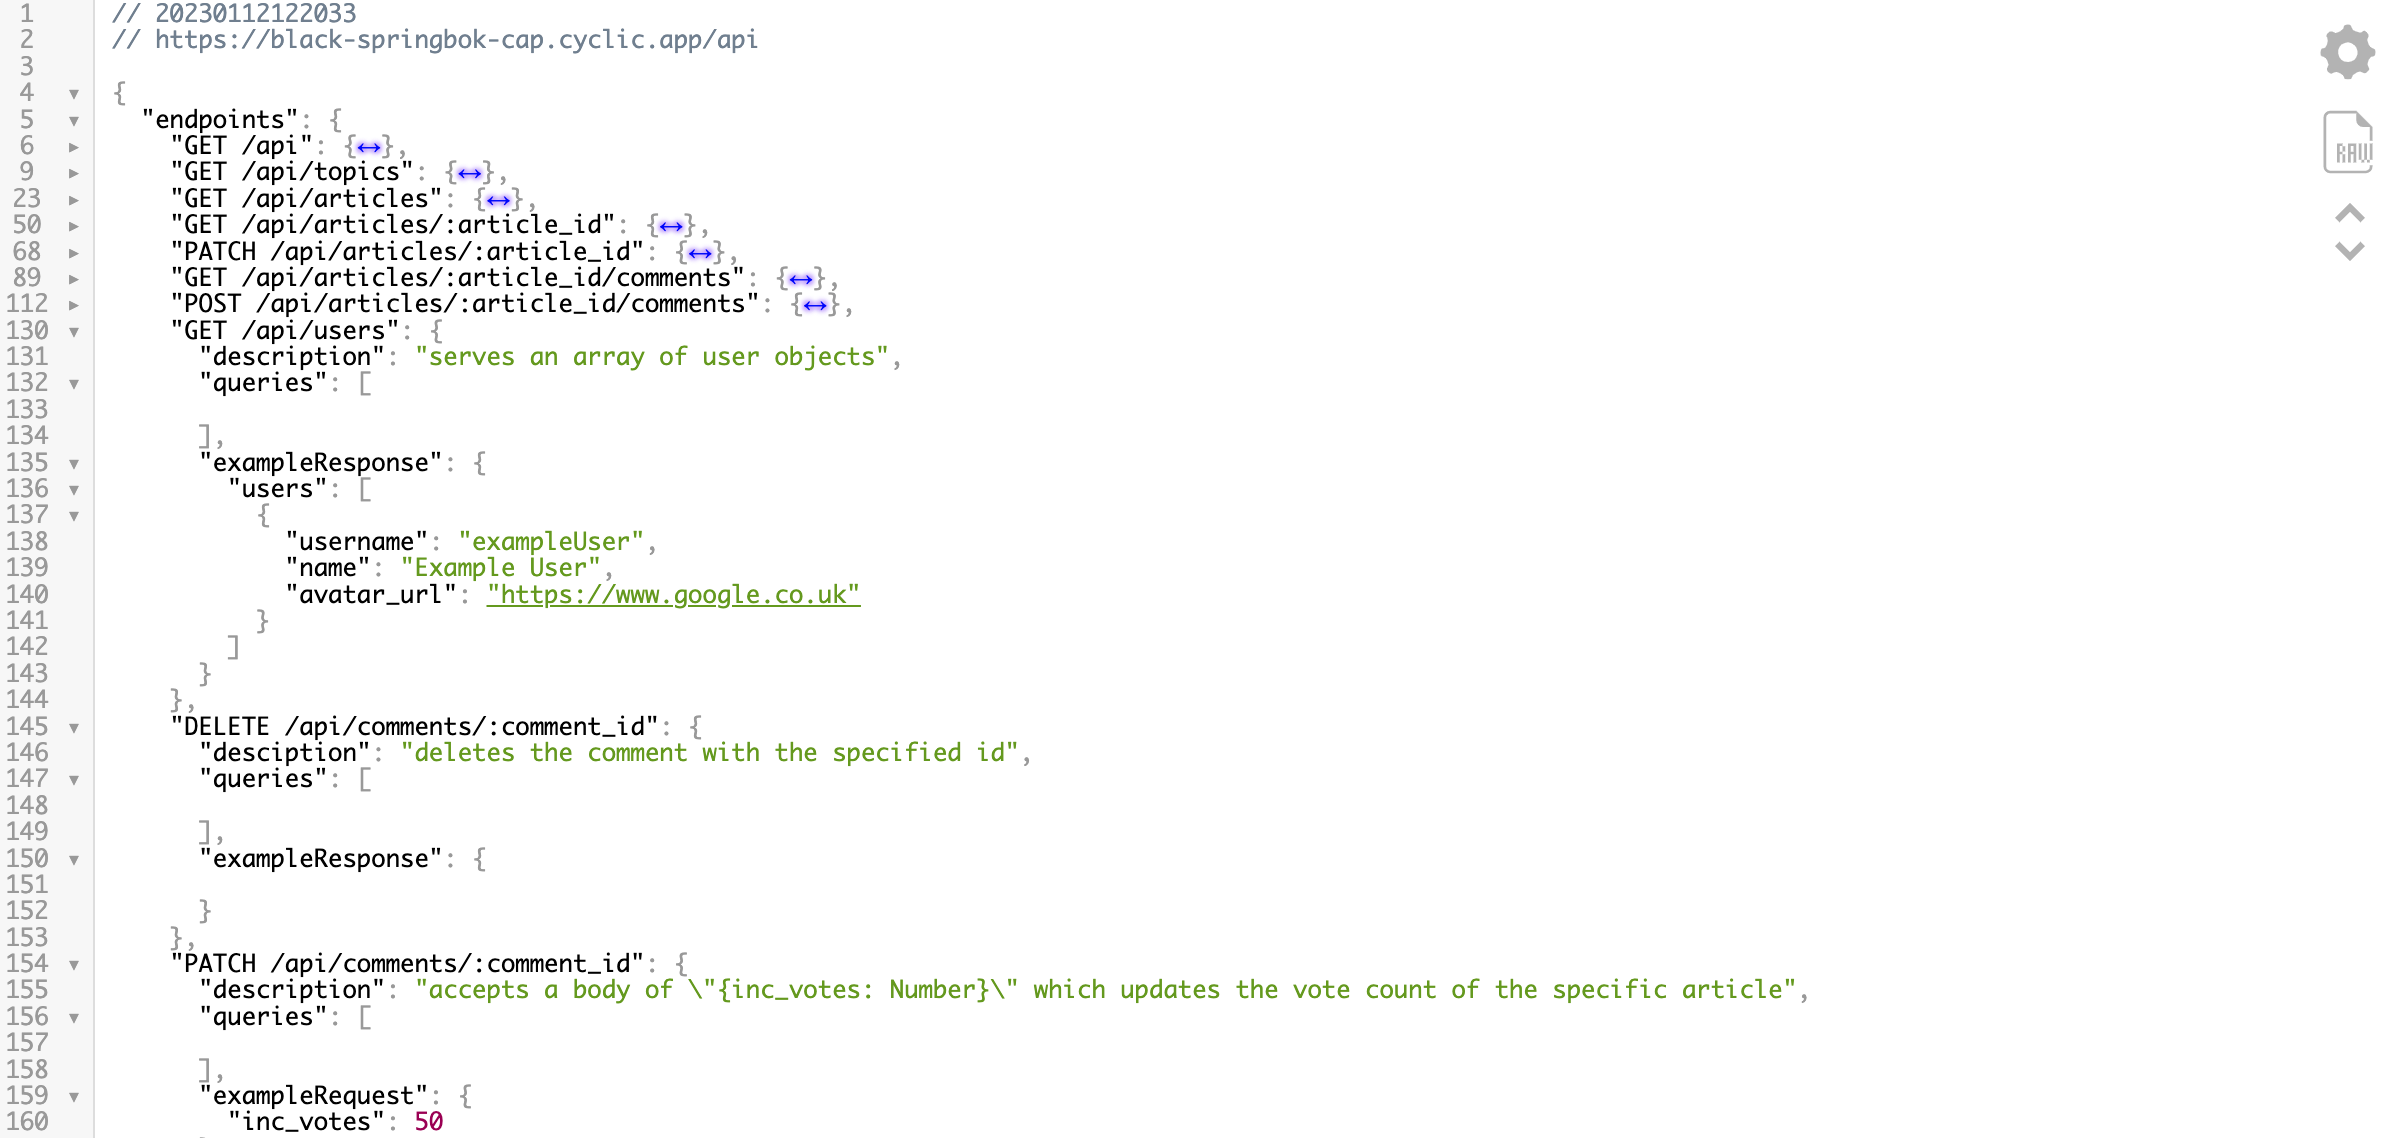 1 // 20230112122033
2 // https://black-springbok-cap.cyclic.app/api
3
4 {
5 "endpoints": {
6 "GET /api": {↔},
9 "GET /api/topics": {↔},
23 "GET /api/articles": {↔},
50 "GET /api/articles/:article_id": {↔},
68 "PATCH /api/articles/:article_id": {↔},
89 "GET /api/articles/:article_id/comments": {↔},
112 "POST /api/articles/:article_id/comments": {↔},
130 "GET /api/users": {
131 "description": "serves an array of user objects",
132 "queries": [
133
134 ],
135 "exampleResponse": {
136 "users": [
137 {
138 "username": "exampleUser",
139 "name": "Example User",
140 "avatar_url": "https://www.google.co.uk"
141 }
142 ]
143 }
144 },
145 "DELETE /api/comments/:comment_id": {
146 "desciption": "deletes the comment with the specified id",
147 "queries": [
148
149 ],
150 "exampleResponse": {
151
152 }
153 },
154 "PATCH /api/comments/:comment_id": {
155 "description": "accepts a body of \"{inc_votes: Number}\" which updates the vote count of the specific article",
156 "queries": [
157
158 ],
159 "exampleRequest": {
160 "inc_votes": 50
RAW